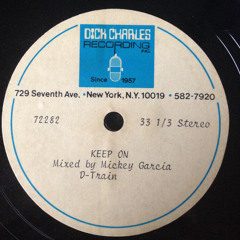 DICK CHARLES
RECORDING
INC
Since 1957
729 Seventh Ave. • New York, N.Y. 10019 • 582-7920
72282 33 1/3 Stereo
KEEP ON
Mixed by Mickey Garcia
D-Train